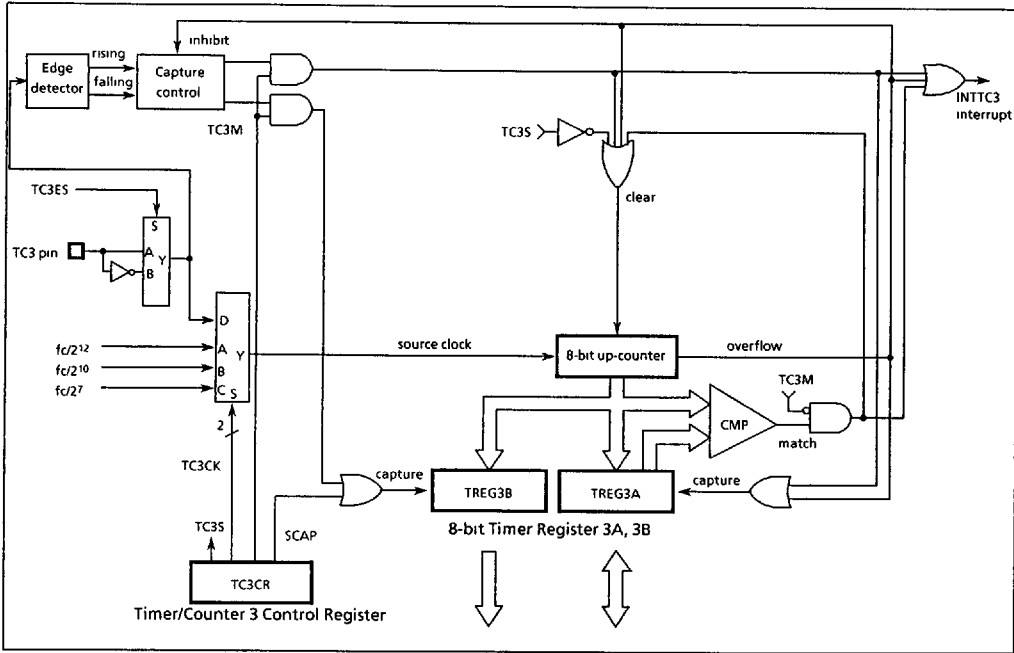 inhibit
rising
Edge
detector
falling
Capture
control
TC3M
INTTC3
interrupt
TC3S
clear
TC3ES
S
TC3 pin
A
Y
B
D
fc/2¹²
A
Y
source clock
8-bit up-counter
overflow
fc/2¹⁰
B
fc/2⁷
C
S
TC3M
CMP
match
2
TC3CK
capture
TREG3B
TREG3A
capture
8-bit Timer Register 3A, 3B
TC3S
SCAP
TC3CR
Timer/Counter 3 Control Register